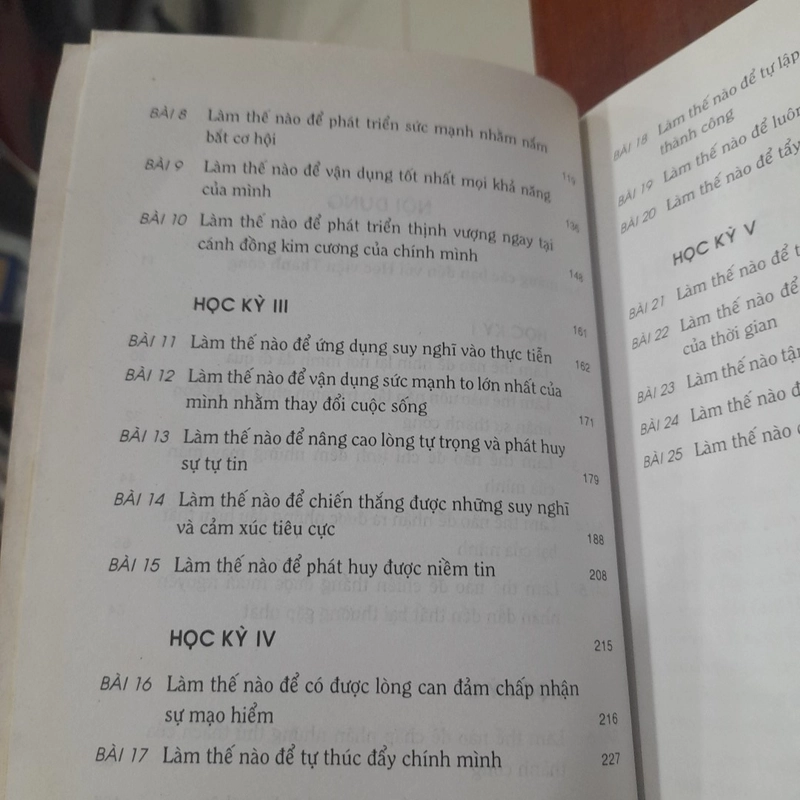 BÀI 8 Làm thế nào để phát triển sức mạnh nhằm nắm
bất cơ hội 119
BÀI 9 Làm thế nào để vận dụng tốt nhất mọi khả năng
của mình 136
BÀI 10 Làm thế nào để phát triển thịnh vượng ngay tại
cánh đồng kim cương của chính mình 148
HỌC KỲ III 161
BÀI 11 Làm thế nào để ứng dụng suy nghĩ vào thực tiễn 162
BÀI 12 Làm thế nào để vận dụng sức mạnh to lớn nhất của
mình nhằm thay đổi cuộc sống 171
BÀI 13 Làm thế nào để nâng cao lòng tự trọng và phát huy
sự tự tin 179
BÀI 14 Làm thế nào để chiến thắng được những suy nghĩ
và cảm xúc tiêu cực 188
BÀI 15 Làm thế nào để phát huy được niềm tin 208
HỌC KỲ IV 215
BÀI 16 Làm thế nào để có được lòng can đảm chấp nhận
sự mạo hiểm 216
BÀI 17 Làm thế nào để tự thúc đẩy chính mình 227
BÀI 18 Làm thế nào để tự lập
thành công
BÀI 19 Làm thế nào để luôn
BÀI 20 Làm thế nào để tẩy
HỌC KỲ V
BÀI 21 Làm thế nào để
BÀI 22 Làm thế nào để
của thời gian
BÀI 23 Làm thế nào tận
BÀI 24 Làm thế nào
BÀI 25 Làm thế nào